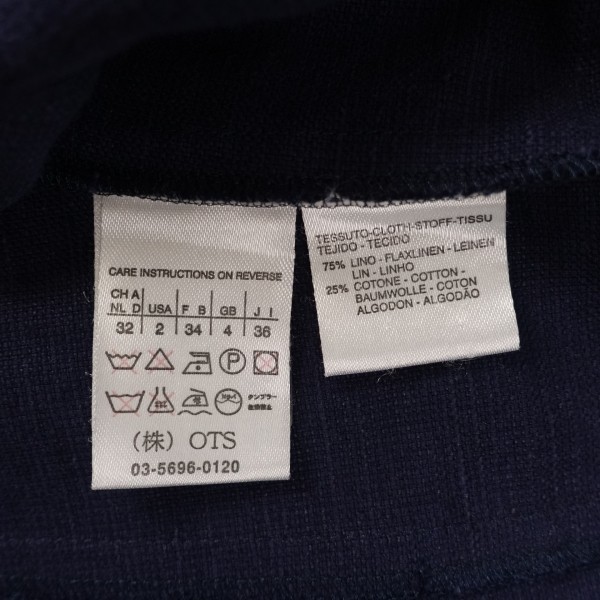 CARE INSTRUCTIONS ON REVERSE
CH A USA F B GB J I
NL D
32 2 34 4 36
P
タンブラー
乾燥禁止
(株) OTS
03-5696-0120
TESSUTO-CLOTH-STOFF-TISSU
TEJIDO - TECIDO
75% LINO - FLAXLINEN - LEINEN
LIN - LINHO
25% COTONE - COTTON -
BAUMWOLLE - COTON
ALGODON - ALGODÃO